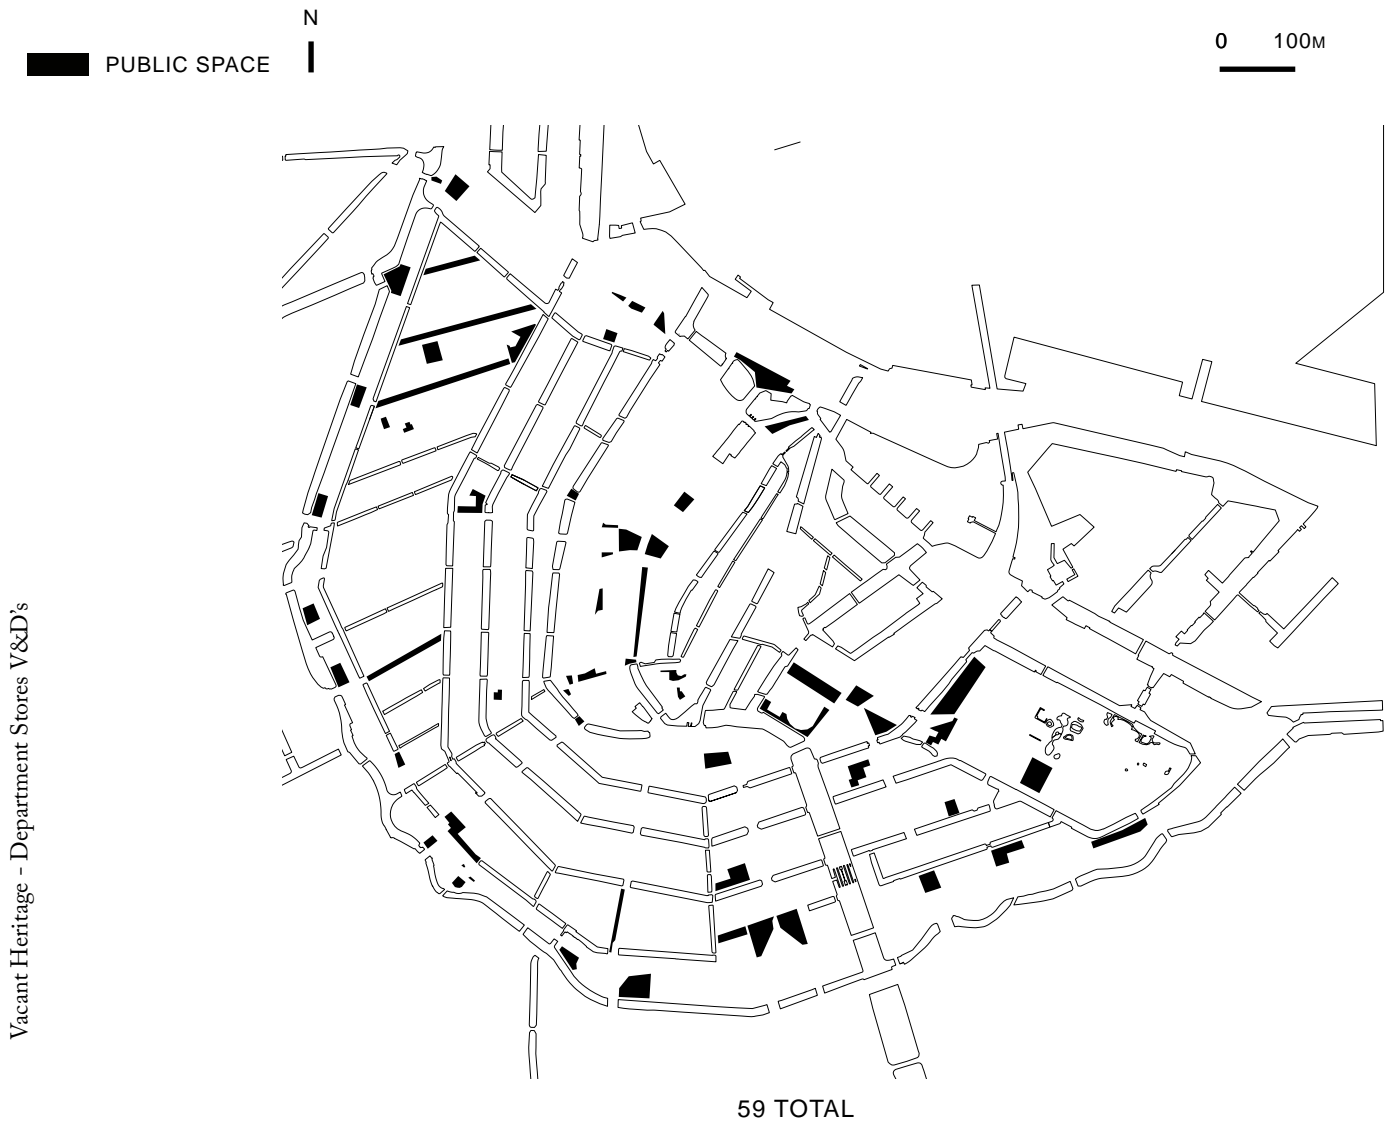 N
PUBLIC SPACE
0 100M
Vacant Heritage - Department Stores V&D's
59 TOTAL